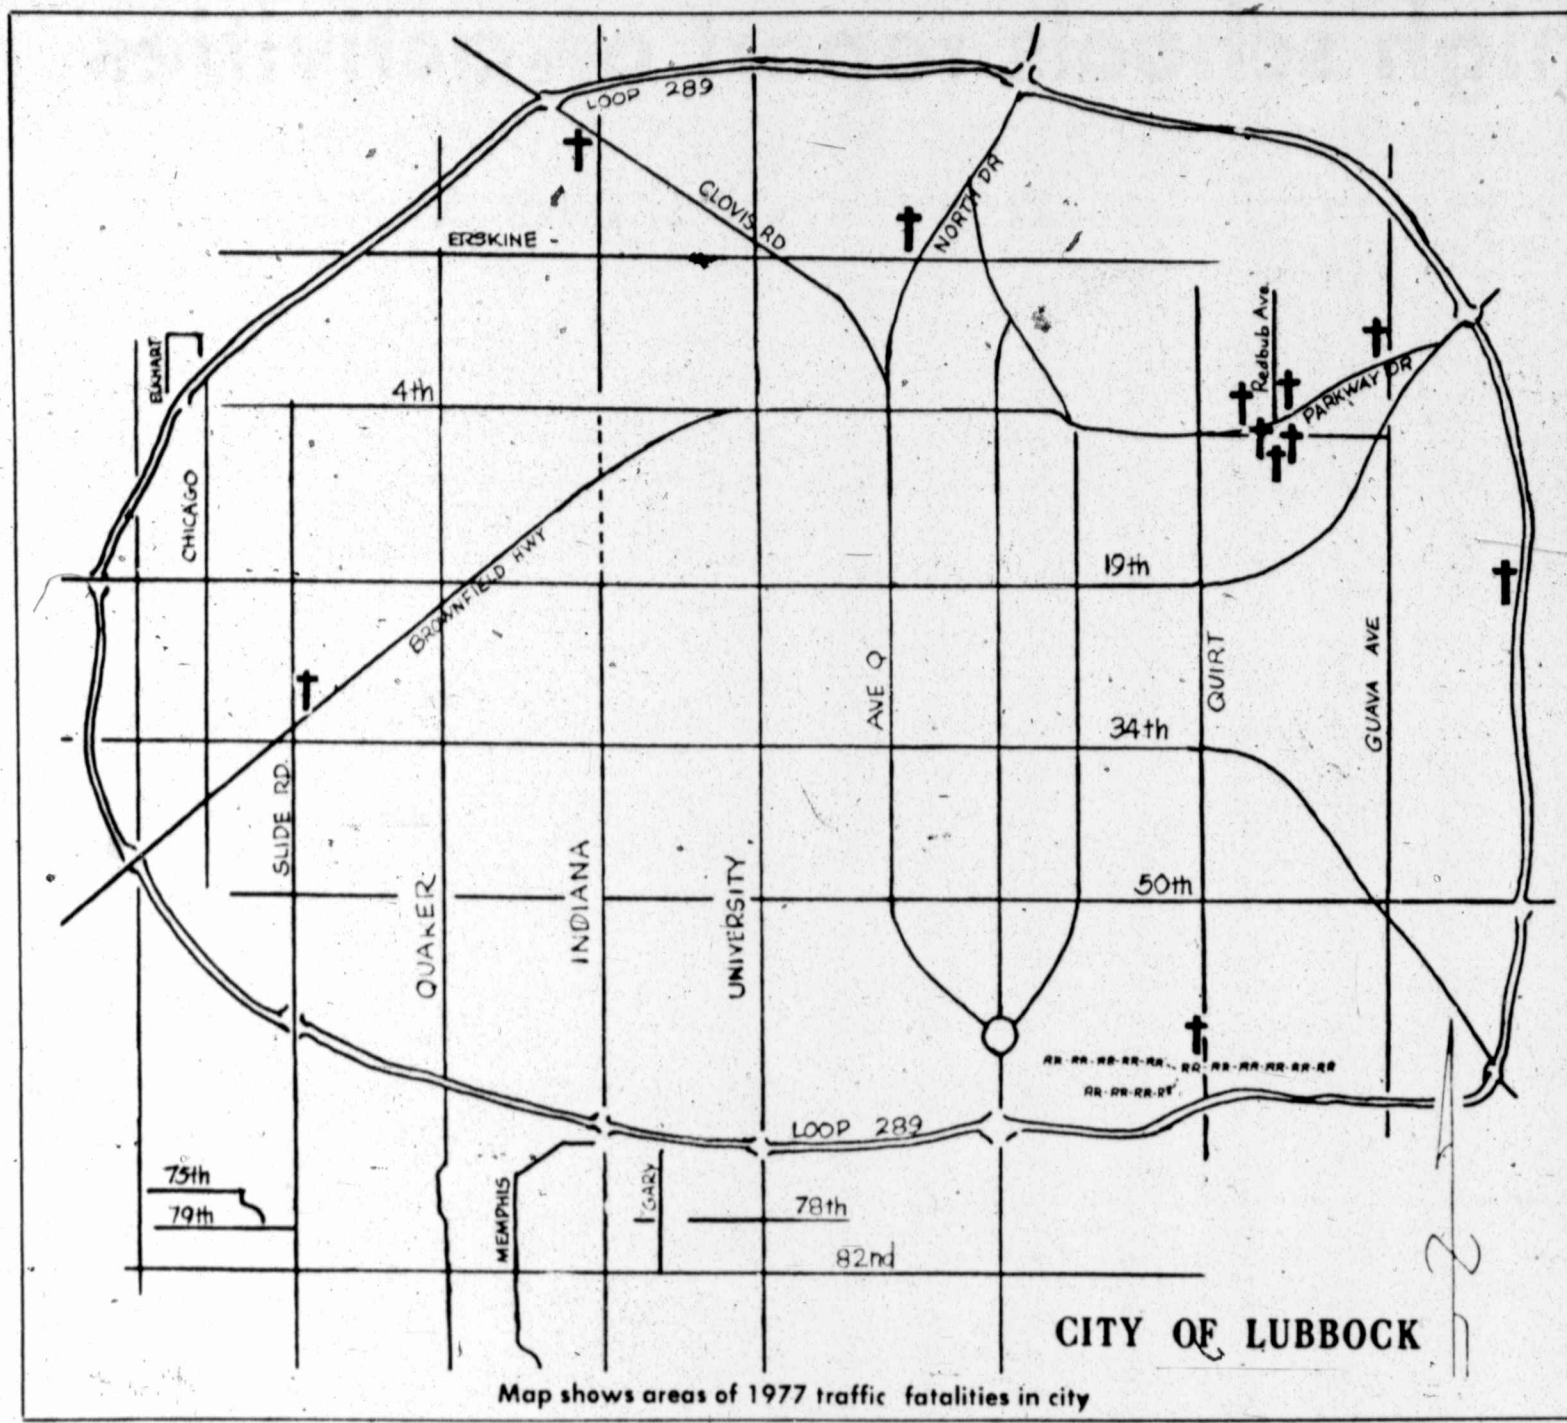 LOOP 289
CLOVIS RD
NORTH DR
ERSKINE
Redbub Ave.
ELKHART
PARKWAY DR
4th
CHICAGO
BROWNFIELD HWY
19th
QUIRT
GUAVA AVE
AVE Q
34th
SLIDE RD
50th
QUAKER
INDIANA
UNIVERSITY
RR-RR-RR-RR-RR
RR-RR-RR-RR-RR-RR
RR-RR-RR-RR
LOOP 289
75th
79th
MEMPHIS
GARY
78th
82nd
CITY OF LUBBOCK
Map shows areas of 1977 traffic fatalities in city